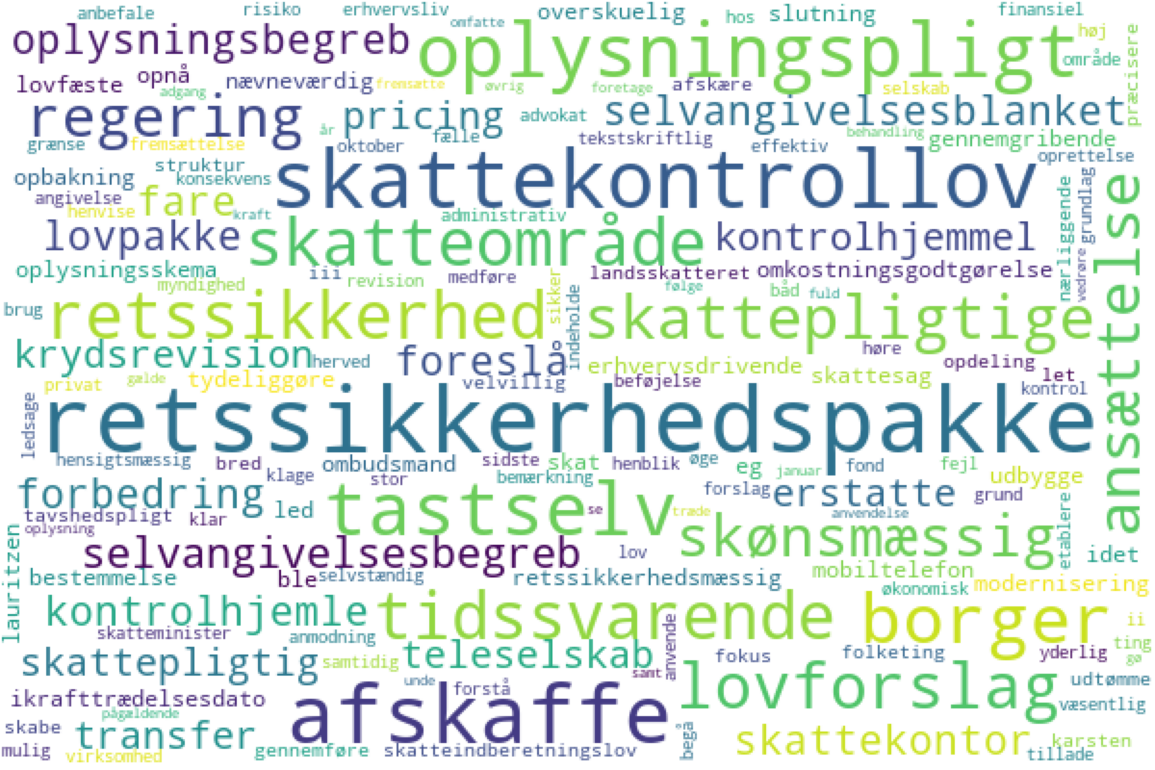 anbefale risiko erhvervsliv omfatte overskuelig hos slutning finansiel høj
oplysningsbegreb oplysningspligt område præcisere
lovfæste opnå nævneværdig fremsætte øvrig foretage afskære selskab
adgang
regering pricing advokat selvangivelsesblanket
år fælle tekstskriftlig behandling gennemgribende
grænse fremsættelse oktober effektiv oprettelse
struktur skattekontrollov
opbakning konsekvens nærliggende grundlag ansættelse
angivelse fare
henvise kraft administrativ
lovpakke skatteområde kontrolhjemmel
oplysningsskema iii medføre landsskatteret omkostningsgodtgørelse vedrøre
myndighed revision sikker følge båd fuld
brug retssikkerhed indeholde skattepligtige
krydsrevision herved foreslå erhvervsdrivende høre opdeling
privat gælde tydeliggøre velvillig beføjelse skattesag let
kontrol
ledsage retssikkerhedspakke
hensigtsmæssig bred ombudsmand sidste skat henblik øge eg januar fond fejl
klage stor bemærkning udbygge
forbedring led tastselv forslag erstatte grund
tavshedspligt klar se træde anvendelse etablere
oplysning skønsmæssig
lauritzen selvangivelsesbegreb lov idet
bestemmelse ble selvstændig retssikkerhedsmæssig mobiltelefon modernisering
økonomisk
kontrolhjemle tidssvarende borger ii
skatteminister anmodning anvende ting
skattepligtig samtidig teleselskab fokus folketing yderlig gø
samt udtømme
unde forstå
ikrafttrædelsesdato afskaffe lovforslag væsentlig
pågældende
skabe transfer begå skattekontor karsten
mulig virksomhed gennemføre skatteindberetningslov tillade